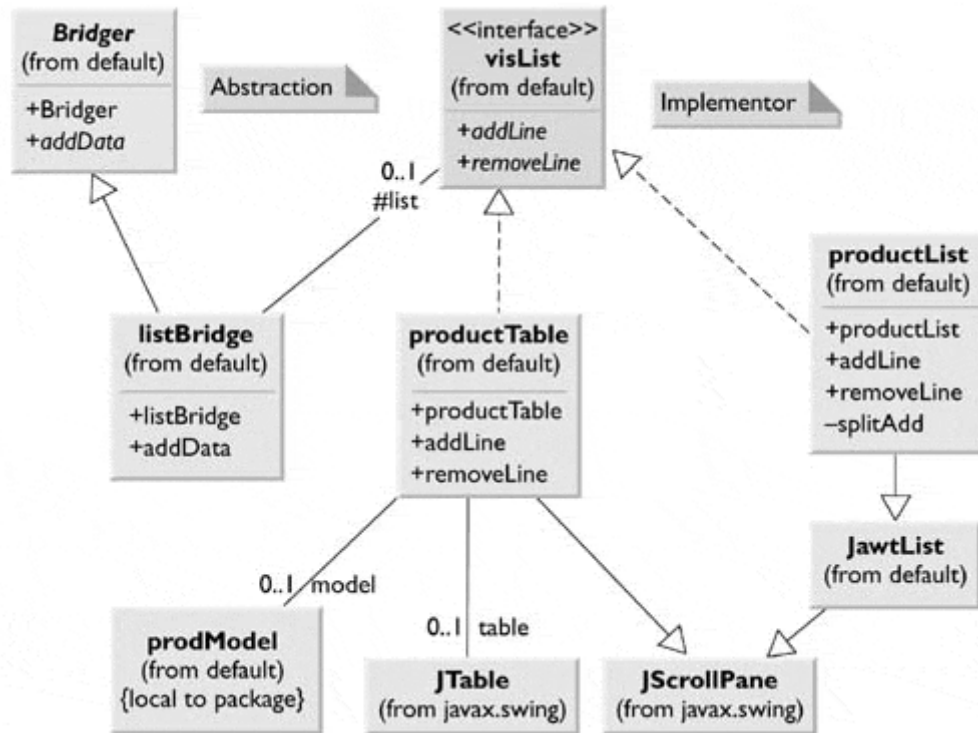 Bridger
(from default)
+Bridger
+addData
Abstraction
<<interface>>
visList
(from default)
+addLine
+removeLine
Implementor
0..1
#list
listBridge
(from default)
+listBridge
+addData
productTable
(from default)
+productTable
+addLine
+removeLine
productList
(from default)
+productList
+addLine
+removeLine
–splitAdd
JawtList
(from default)
0..1 model
0..1 table
prodModel
(from default)
{local to package}
JTable
(from javax.swing)
JScrollPane
(from javax.swing)